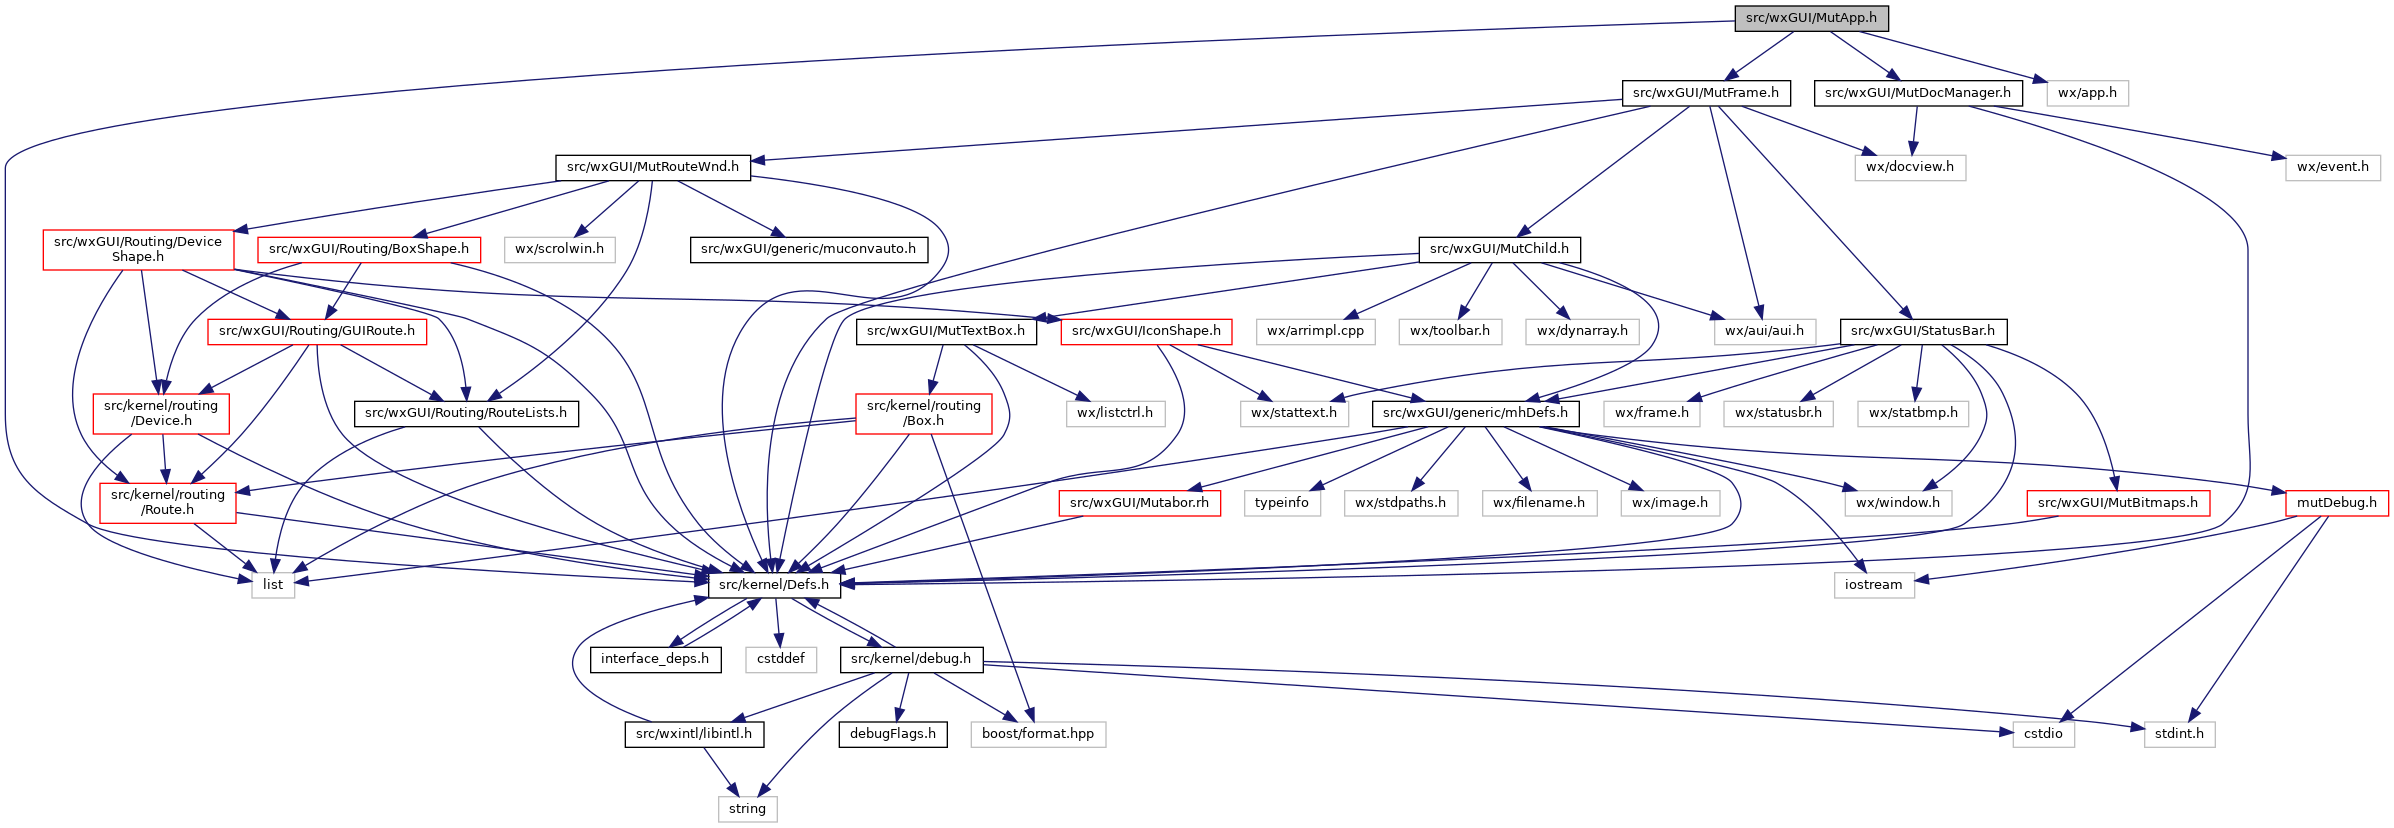 src/wxGUI/MutApp.h
src/wxGUI/MutFrame.h
src/wxGUI/MutDocManager.h
wx/app.h
src/wxGUI/MutRouteWnd.h
wx/docview.h
wx/event.h
src/wxGUI/Routing/Device
Shape.h
src/wxGUI/Routing/BoxShape.h
wx/scrolwin.h
src/wxGUI/generic/muconvauto.h
src/wxGUI/MutChild.h
src/wxGUI/Routing/GUIRoute.h
src/wxGUI/MutTextBox.h
src/wxGUI/IconShape.h
wx/arrimpl.cpp
wx/toolbar.h
wx/dynarray.h
wx/aui/aui.h
src/wxGUI/StatusBar.h
src/kernel/routing
/Device.h
src/wxGUI/Routing/RouteLists.h
src/kernel/routing
/Box.h
wx/listctrl.h
wx/stattext.h
src/wxGUI/generic/mhDefs.h
wx/frame.h
wx/statusbr.h
wx/statbmp.h
src/kernel/routing
/Route.h
src/wxGUI/Mutabor.rh
typeinfo
wx/stdpaths.h
wx/filename.h
wx/image.h
wx/window.h
src/wxGUI/MutBitmaps.h
mutDebug.h
list
src/kernel/Defs.h
iostream
interface_deps.h
cstddef
src/kernel/debug.h
src/wxintl/libintl.h
debugFlags.h
boost/format.hpp
cstdio
stdint.h
string